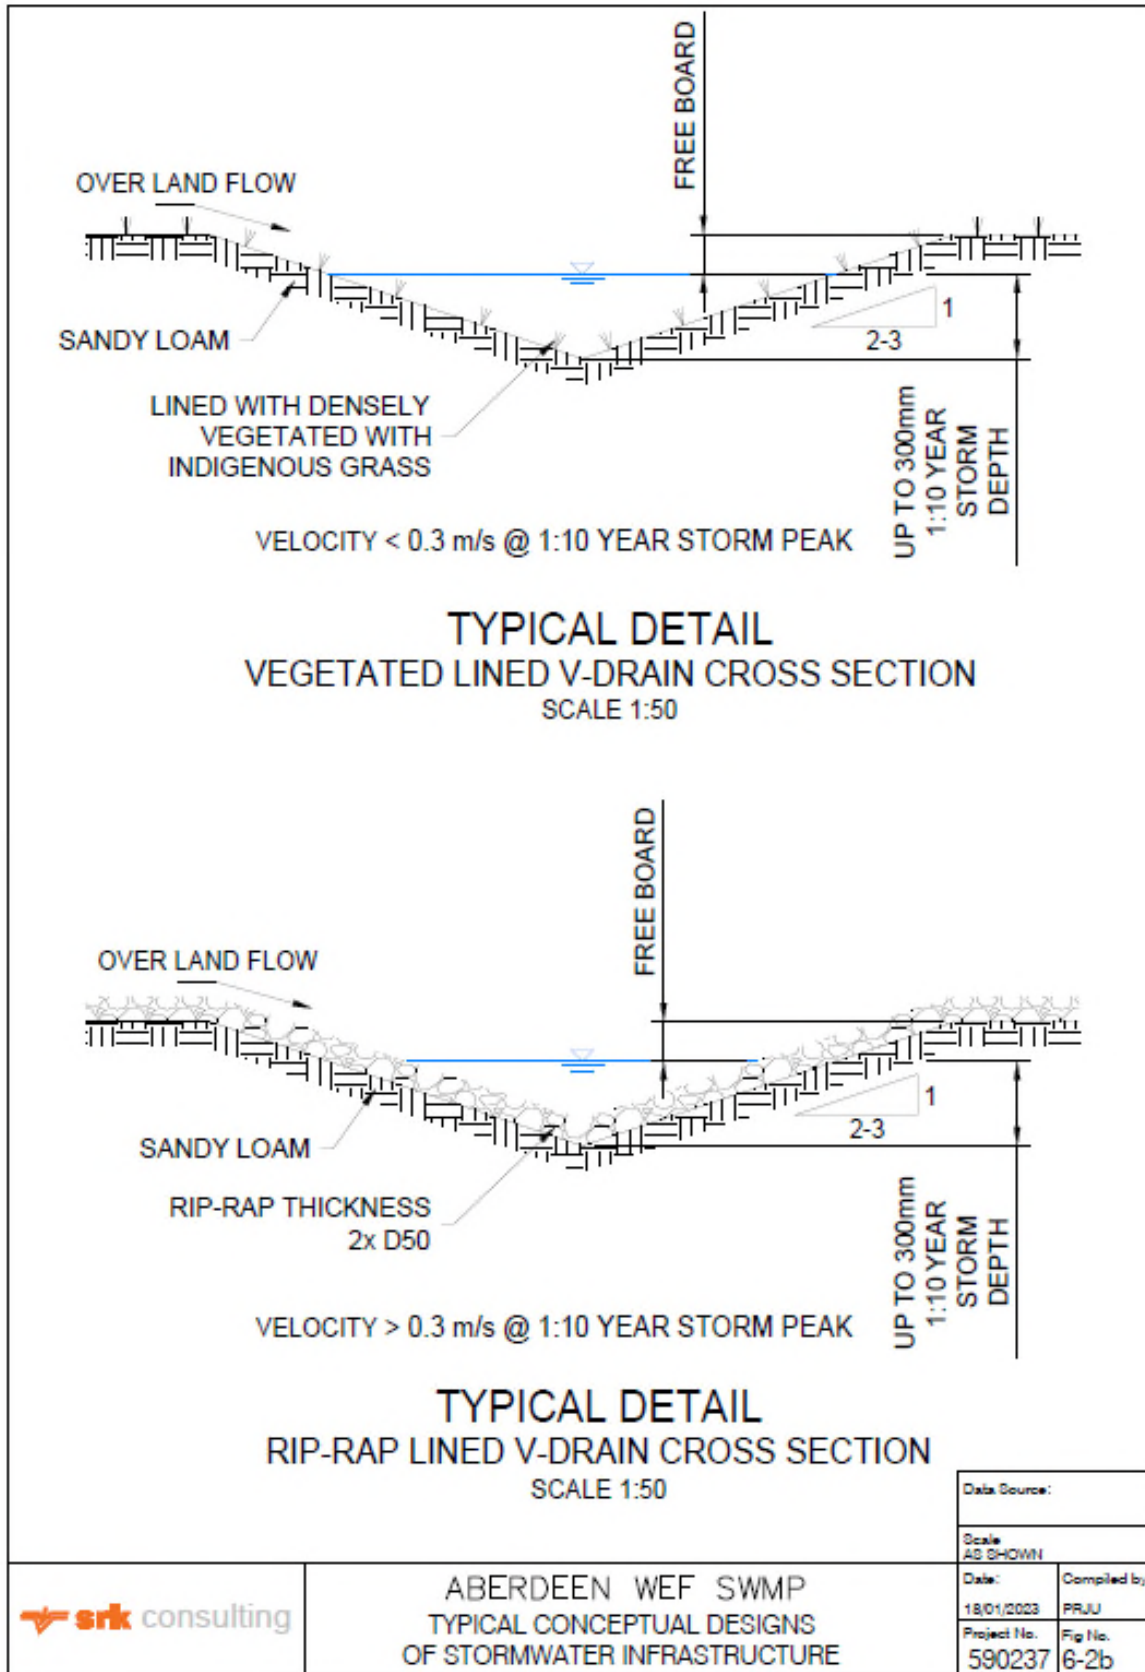 FREE BOARD
OVER LAND FLOW
SANDY LOAM
1
2-3
LINED WITH DENSELY
VEGETATED WITH
INDIGENOUS GRASS
UP TO 300mm
1:10 YEAR
STORM
DEPTH
VELOCITY < 0.3 m/s @ 1:10 YEAR STORM PEAK
TYPICAL DETAIL
VEGETATED LINED V-DRAIN CROSS SECTION
SCALE 1:50
FREE BOARD
OVER LAND FLOW
SANDY LOAM
1
2-3
RIP-RAP THICKNESS
2x D50
UP TO 300mm
1:10 YEAR
STORM
DEPTH
VELOCITY > 0.3 m/s @ 1:10 YEAR STORM PEAK
TYPICAL DETAIL
RIP-RAP LINED V-DRAIN CROSS SECTION
SCALE 1:50
Data Source:
Scale
AS SHOWN
srk consulting
ABERDEEN WEF SWMP
TYPICAL CONCEPTUAL DESIGNS
OF STORMWATER INFRASTRUCTURE
Date:
18/01/2023
Compiled by
PRJU
Project No.
590237
Fig No.
6-2b